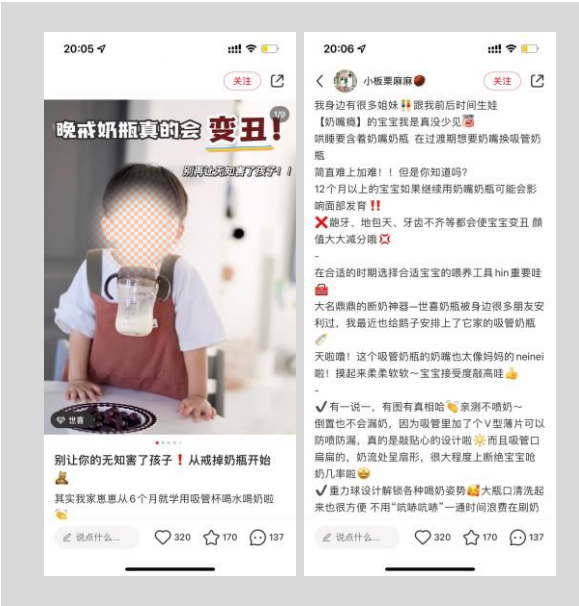 20:05
关注
1/9
晚戒奶瓶真的会 变丑！
别再让无知害了孩子！！
世喜
别让你的无知害了孩子❗从戒掉奶瓶开始
🧸
其实我家崽崽从6个月就学用吸管杯喝水喝奶啦
👏
说点什么...
320
170
137
20:06
小板栗麻麻🌰
关注
我身边有很多姐妹👭跟我前后时间生娃
【奶嘴瘾】的宝宝我是真没少见👹
哄睡要含着奶嘴奶瓶 在过渡期想要奶嘴换吸管奶
瓶
简直难上加难！！但是你知道吗?
12个月以上的宝宝如果继续用奶嘴奶瓶可能会影
响面部发育‼️
❌龅牙、地包天、牙齿不齐等都会使宝宝变丑 颜
值大大减分哦💢
-
在合适的时期选择合适宝宝的喂养工具hin重要哇
🧰
大名鼎鼎的断奶神器—世喜奶瓶被身边很多朋友安
利过，我最近也给鹅子安排上了它家的吸管奶瓶
🍼
天啦噜！这个吸管奶瓶的奶嘴也太像妈妈的neinei
啦！摸起来柔柔软软～宝宝接受度敲高哇👍
-
✔有一说一，有图有真相哈👏亲测不喷奶～
倒置也不会漏奶，因为吸管里加了个V型薄片可以
防喷防漏，真的是敲贴心的设计啦🔆而且吸管口
扁扁的，奶流处呈扇形，很大程度上断绝宝宝呛
奶几率啦😆
✔重力球设计解锁各种喝奶姿势🥰大瓶口清洗起
来也很方便 不用“吭哧吭哧”一通时间浪费在刷奶
说点什么...
320
170
137